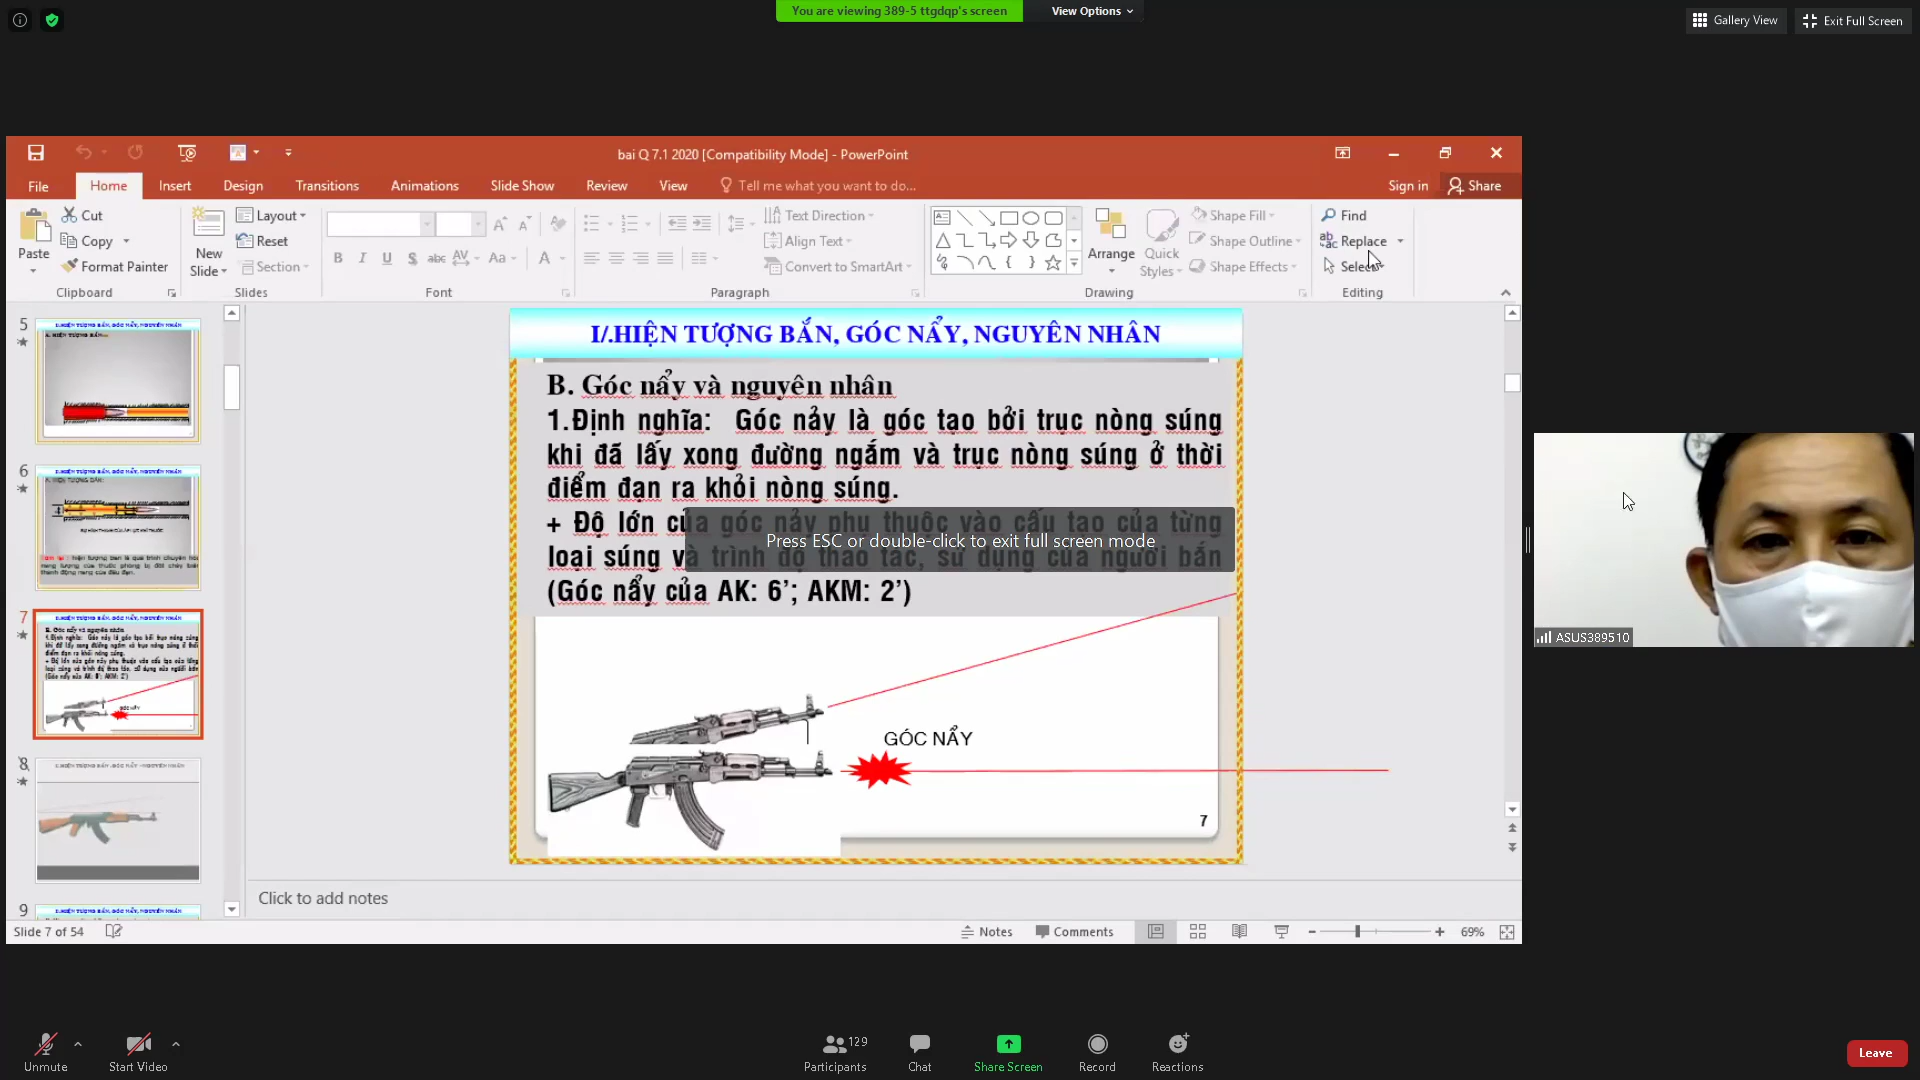 You are viewing 389-5 ttgdqp's screen
View Options
Gallery View
Exit Full Screen
bai Q 7.1 2020 [Compatibility Mode] - PowerPoint
File
Home
Insert
Design
Transitions
Animations
Slide Show
Review
View
Tell me what you want to do...
Sign in
Share
Paste
Cut
Copy
Format Painter
Clipboard
New
Slide
Layout
Reset
Section
Slides
Font
Text Direction
Align Text
Convert to SmartArt
Paragraph
Arrange
Quick
Styles
Shape Fill
Shape Outline
Shape Effects
Drawing
Find
Replace
Select
Editing
5
6
7
8
9
I/.HIỆN TƯỢNG BẮN, GÓC NẨY, NGUYÊN NHÂN
B. Góc nẩy và nguyên nhân
1.Định nghĩa: Góc nảy là góc tạo bởi trục nòng súng
khi đã lấy xong đường ngắm và trục nòng súng ở thời
điểm đạn ra khỏi nòng súng.
+ Độ lớn của góc nảy phụ thuộc vào cấu tạo của từng
loại súng và trình độ thao tác, sử dụng của người bắn
(Góc nẩy của AK: 6’; AKM: 2’)
Press ESC or double-click to exit full screen mode
GÓC NẨY
7
ASUS389510
Click to add notes
Slide 7 of 54
Notes
Comments
69%
Unmute
Start Video
Participants
129
Chat
Share Screen
Record
Reactions
Leave